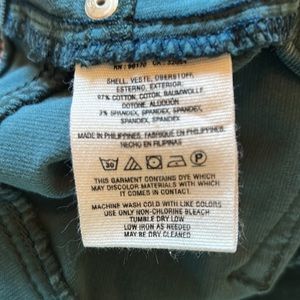 SHELL, VESTE, OBERSTOFF,
ESTERNO, EXTERIOR:
97% COTTON, COTON, BAUMWOLLE
COTONE, ALGODÓN
3% SPANDEX, SPANDEX, SPANDEX,
SPANDEX, SPANDEX
MADE IN PHILIPPINES, FABRIQUÉ EN PHILIPPINES
HECHO EN FILIPINAS
30
THIS GARMENT CONTAINS DYE WHICH
MAY DISCOLOR MATERIALS WITH WHICH
IT COMES IN CONTACT.
MACHINE WASH COLD WITH LIKE COLORS
USE ONLY NON-CHLORINE BLEACH
TUMBLE DRY LOW
LOW IRON AS NEEDED
MAY BE DRY CLEANED